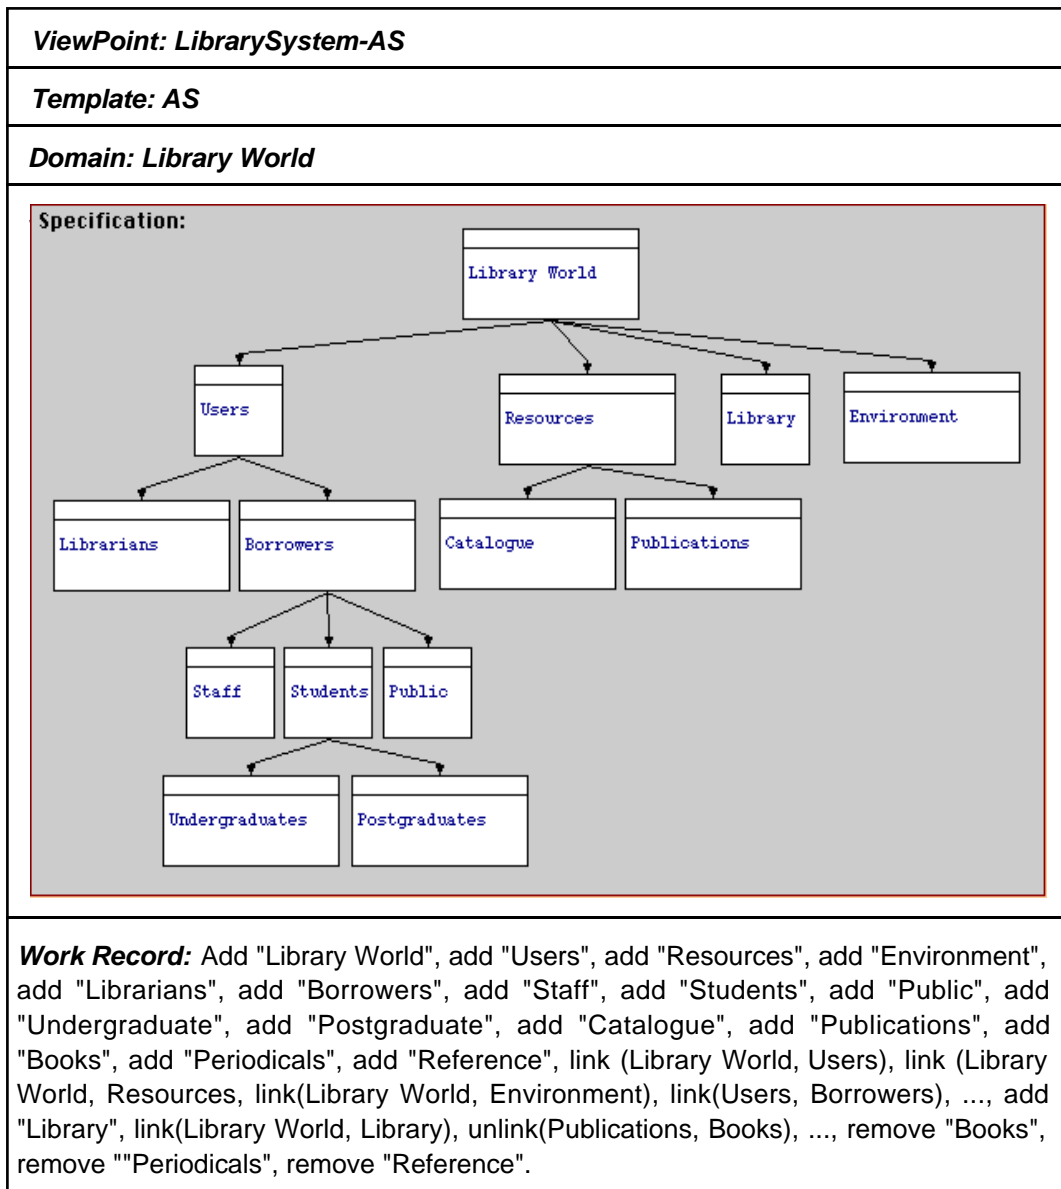 ViewPoint: LibrarySystem-AS
Template: AS
Domain: Library World
Specification:
Library World
Users
Resources
Library
Environment
Librarians
Borrowers
Catalogue
Publications
Staff
Students
Public
Undergraduates
Postgraduates
Work Record: Add "Library World", add "Users", add "Resources", add "Environment",
add "Librarians", add "Borrowers", add "Staff", add "Students", add "Public", add
"Undergraduate", add "Postgraduate", add "Catalogue", add "Publications", add
"Books", add "Periodicals", add "Reference", link (Library World, Users), link (Library
World, Resources, link(Library World, Environment), link(Users, Borrowers), ..., add
"Library", link(Library World, Library), unlink(Publications, Books), ..., remove "Books",
remove ""Periodicals", remove "Reference".